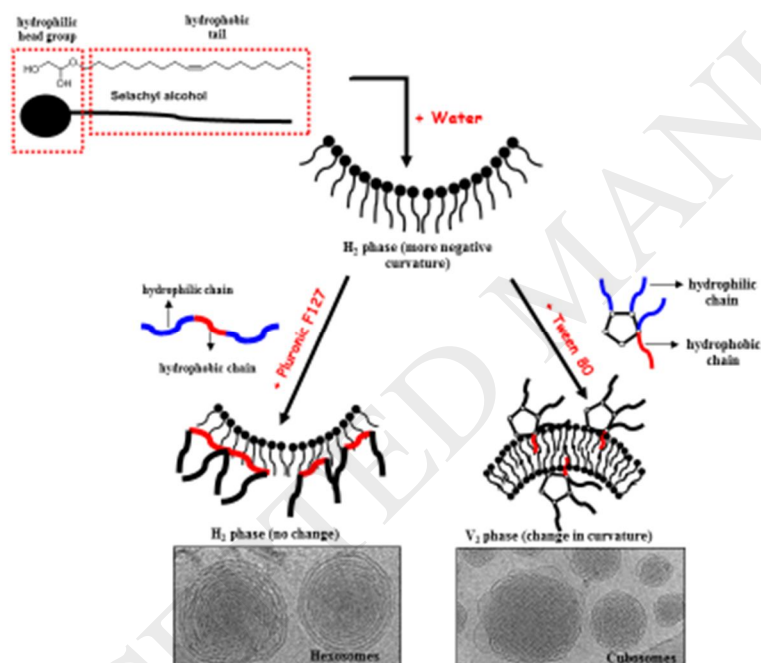 hydrophilic
head group
hydrophobic
tail
HO
O
OH
Selachyl alcohol
+ Water
H2 phase (more negative
curvature)
hydrophilic chain
hydrophobic chain
+ Pluronic F127
+ Tween 80
hydrophilic
chain
hydrophobic
chain
H2 phase (no change)
V2 phase (change in curvature)
Hexosomes
Cubosomes